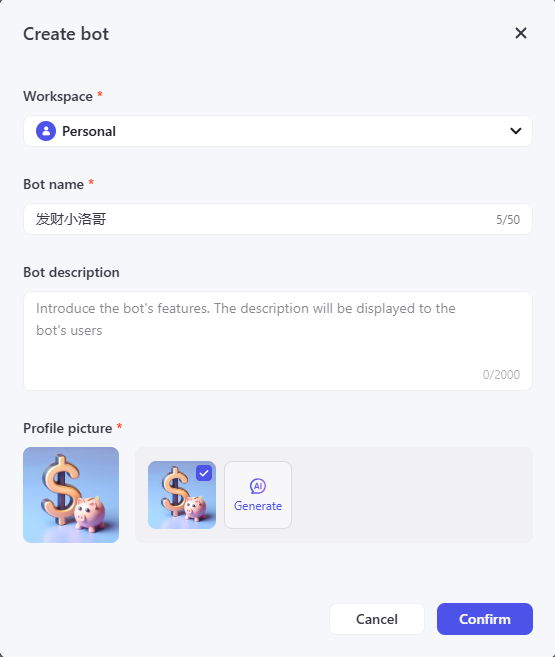 Create bot
Workspace *
Personal
Bot name *
发财小洛哥
5/50
Bot description
Introduce the bot's features. The description will be displayed to the
bot's users
0/2000
Profile picture *
AI
Generate
Cancel
Confirm